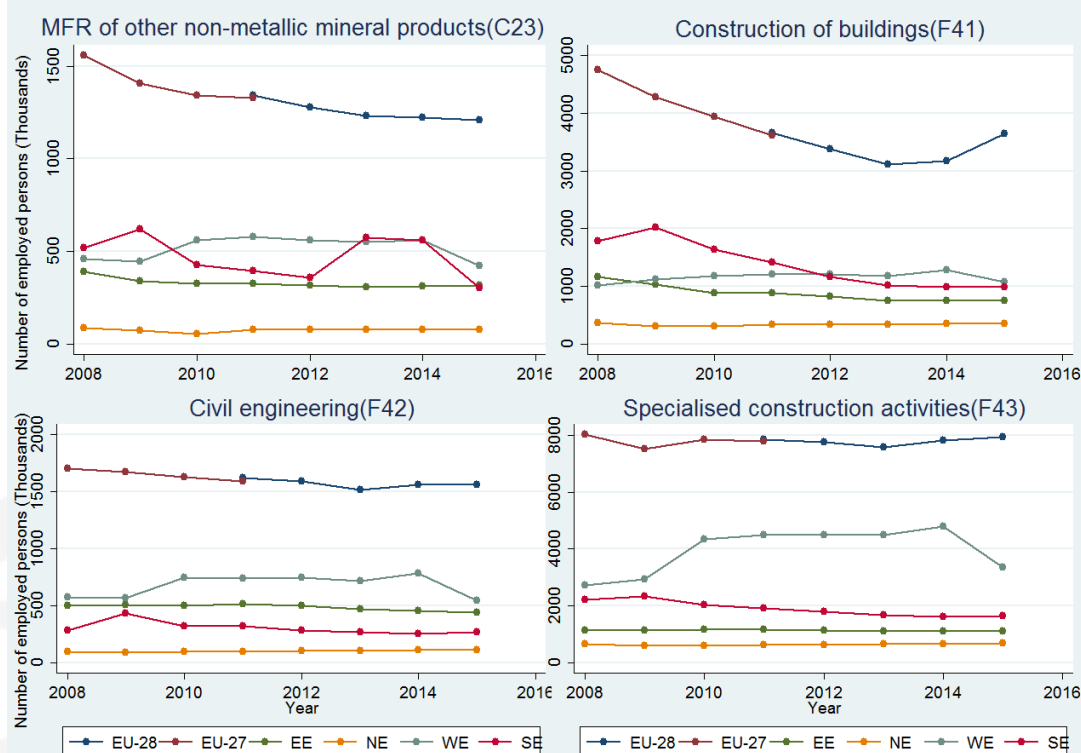 MFR of other non-metallic mineral products(C23)
Number of employed persons (Thousands)
1500
1000
500
0
2008 2010 2012 2014 2016
Construction of buildings(F41)
5000
4000
3000
2000
1000
0
2008 2010 2012 2014 2016
Civil engineering(F42)
Number of employed persons (Thousands)
2000
1500
1000
500
0
2008 2010 2012 2014 2016
Year
EU-28 EU-27 EE NE WE SE
Specialised construction activities(F43)
8000
6000
4000
2000
0
2008 2010 2012 2014 2016
Year
EU-28 EU-27 EE NE WE SE